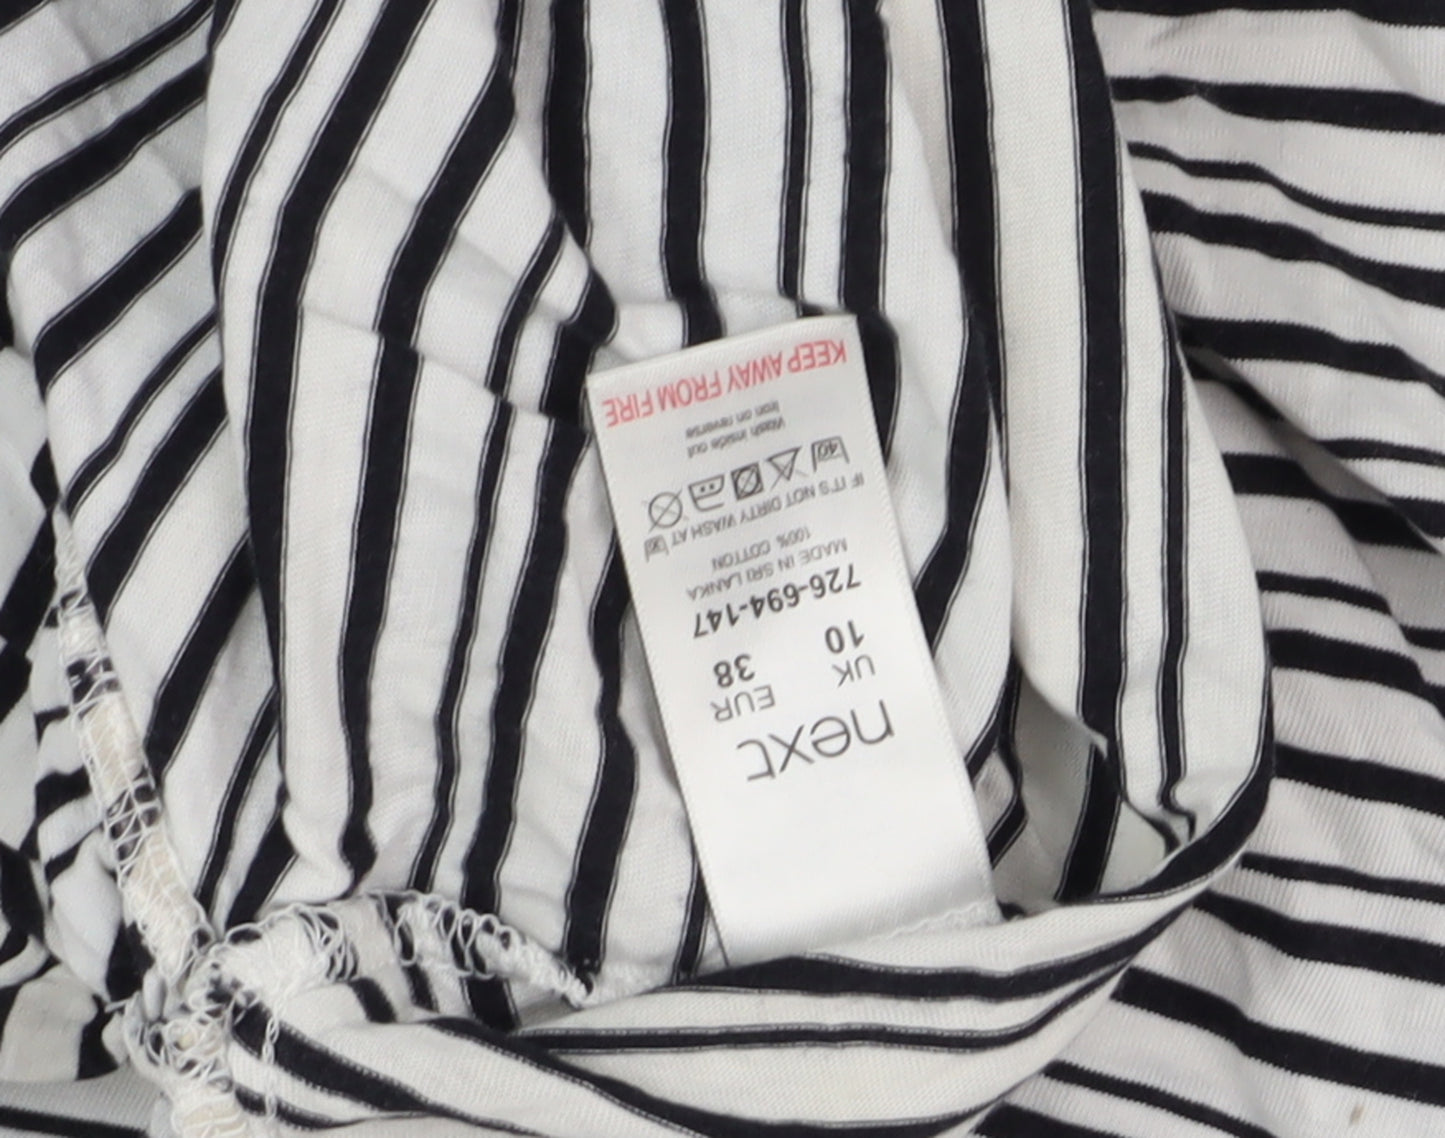 next
UK EUR
10 38
726-694-147
MADE IN SRI LANKA
100% COTTON
IF IT'S NOT DIRTY WASH AT 30
40
Wash inside out
Iron on reverse
KEEP AWAY FROM FIRE